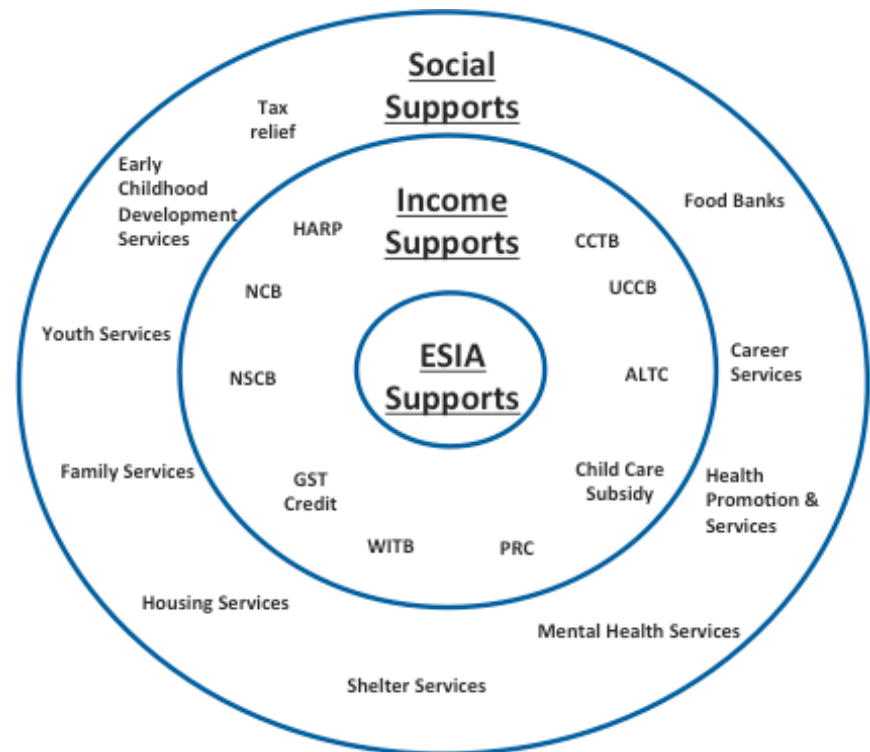 Social
Supports
Tax
relief
Early
Childhood
Development
Services
Income
Supports
Food Banks
HARP
CCTB
NCB
UCCB
Youth Services
ESIA
Supports
Career
Services
NSCB
ALTC
Family Services
GST
Credit
Child Care
Subsidy
Health
Promotion &
Services
WITB
PRC
Housing Services
Mental Health Services
Shelter Services